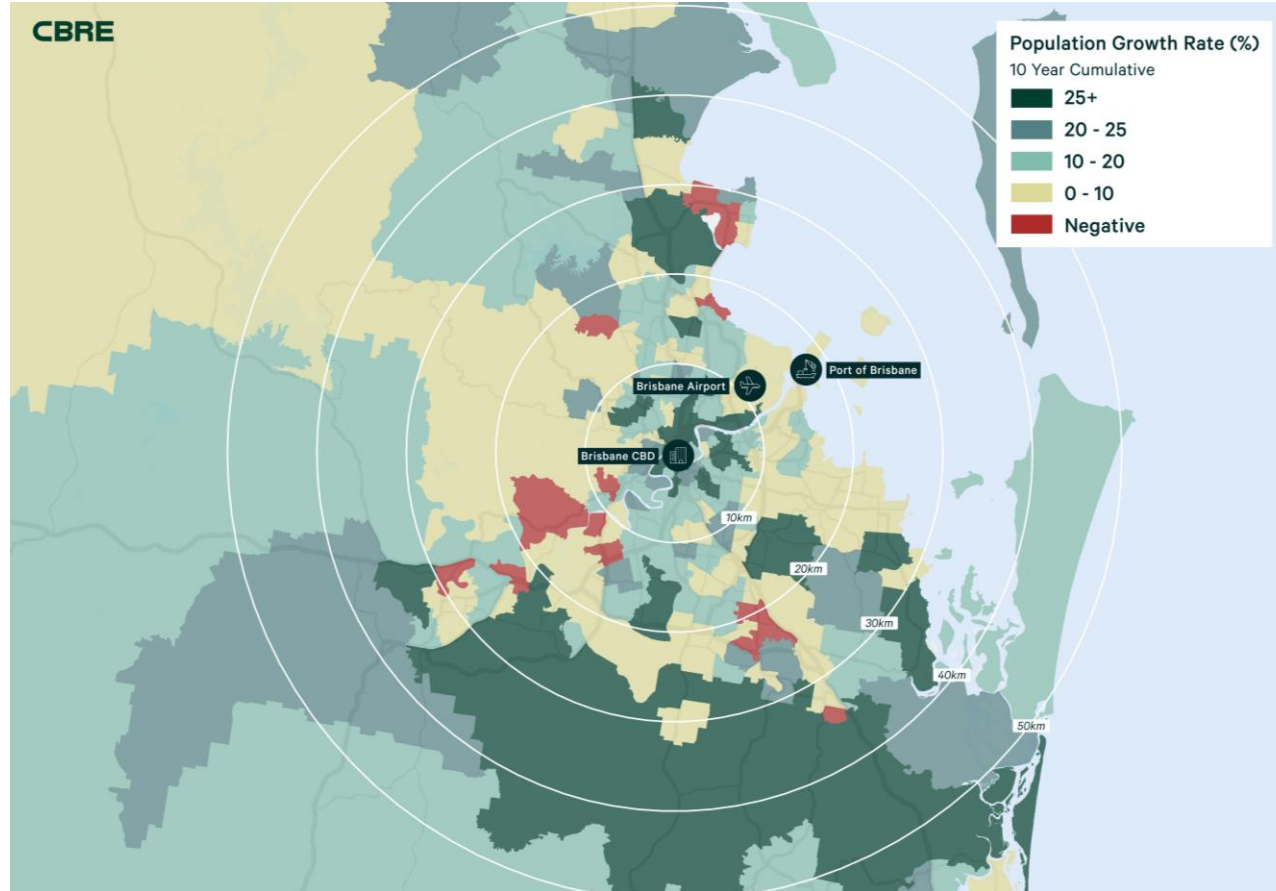 CBRE
Population Growth Rate (%)
10 Year Cumulative
25+
20 - 25
10 - 20
0 - 10
Negative
Port of Brisbane
Brisbane Airport
Brisbane CBD
10km
20km
30km
40km
50km